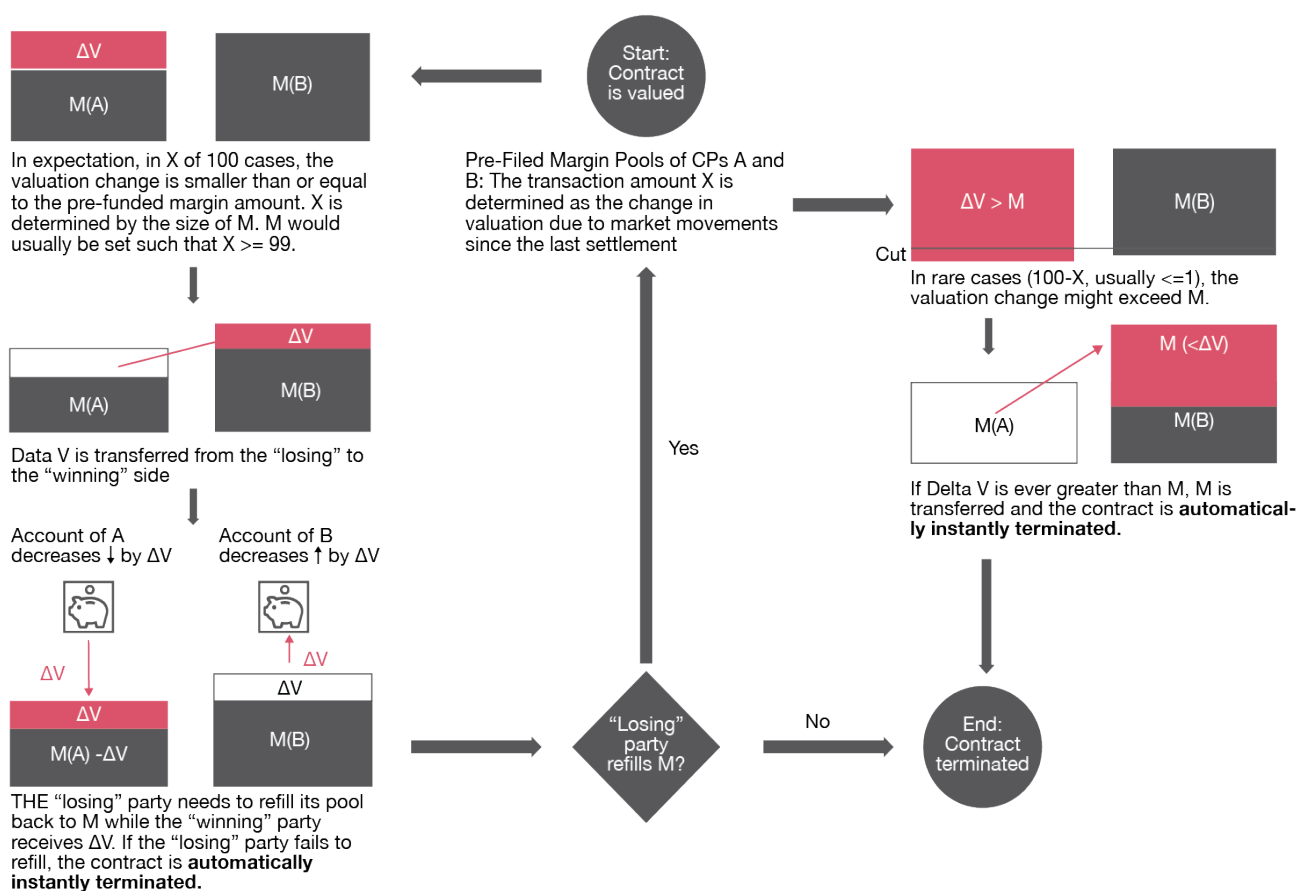 Start:
Contract
is valued
ΔV
M(A)
M(B)
In expectation, in X of 100 cases, the
valuation change is smaller than or equal
to the pre-funded margin amount. X is
determined by the size of M. M would
usually be set such that X >= 99.
Pre-Filed Margin Pools of CPs A and
B: The transaction amount X is
determined as the change in
valuation due to market movements
since the last settlement
ΔV > M
M(B)
Cut
In rare cases (100-X, usually <=1), the
valuation change might exceed M.
M(A)
ΔV
M(B)
Data V is transferred from the “losing” to
the “winning” side
M(A)
M (<ΔV)
M(B)
If Delta V is ever greater than M, M is
transferred and the contract is automatical-
ly instantly terminated.
Yes
Account of A
decreases ↓ by ΔV
Account of B
decreases ↑ by ΔV
ΔV
ΔV
ΔV
M(A) -ΔV
ΔV
M(B)
“Losing”
party
refills M?
No
End:
Contract
terminated
THE “losing” party needs to refill its pool
back to M while the “winning” party
receives ΔV. If the “losing” party fails to
refill, the contract is automatically
instantly terminated.